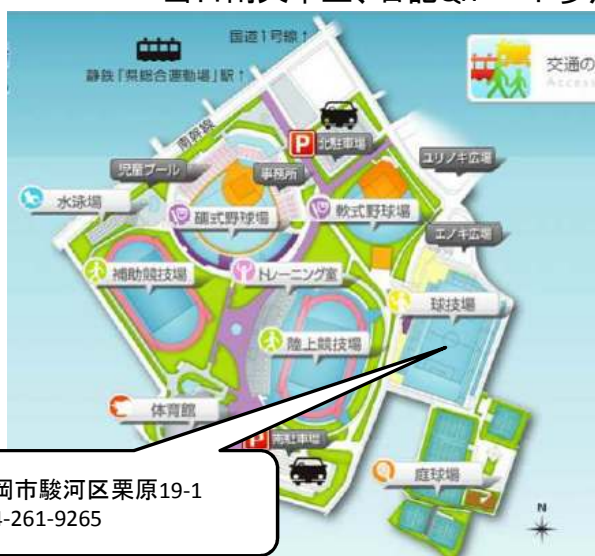 国道1号線↑
静鉄「県総合運動場」駅↑
交通の
Access
南幹線
北駐車場
P
児童プール
事務所
ユリノキ広場
水泳場
硬式野球場
軟式野球場
エノキ広場
補助競技場
トレーニング室
球技場
陸上競技場
体育館
P
南駐車場
庭球場
岡市駿河区栗原19-1
4-261-9265
N